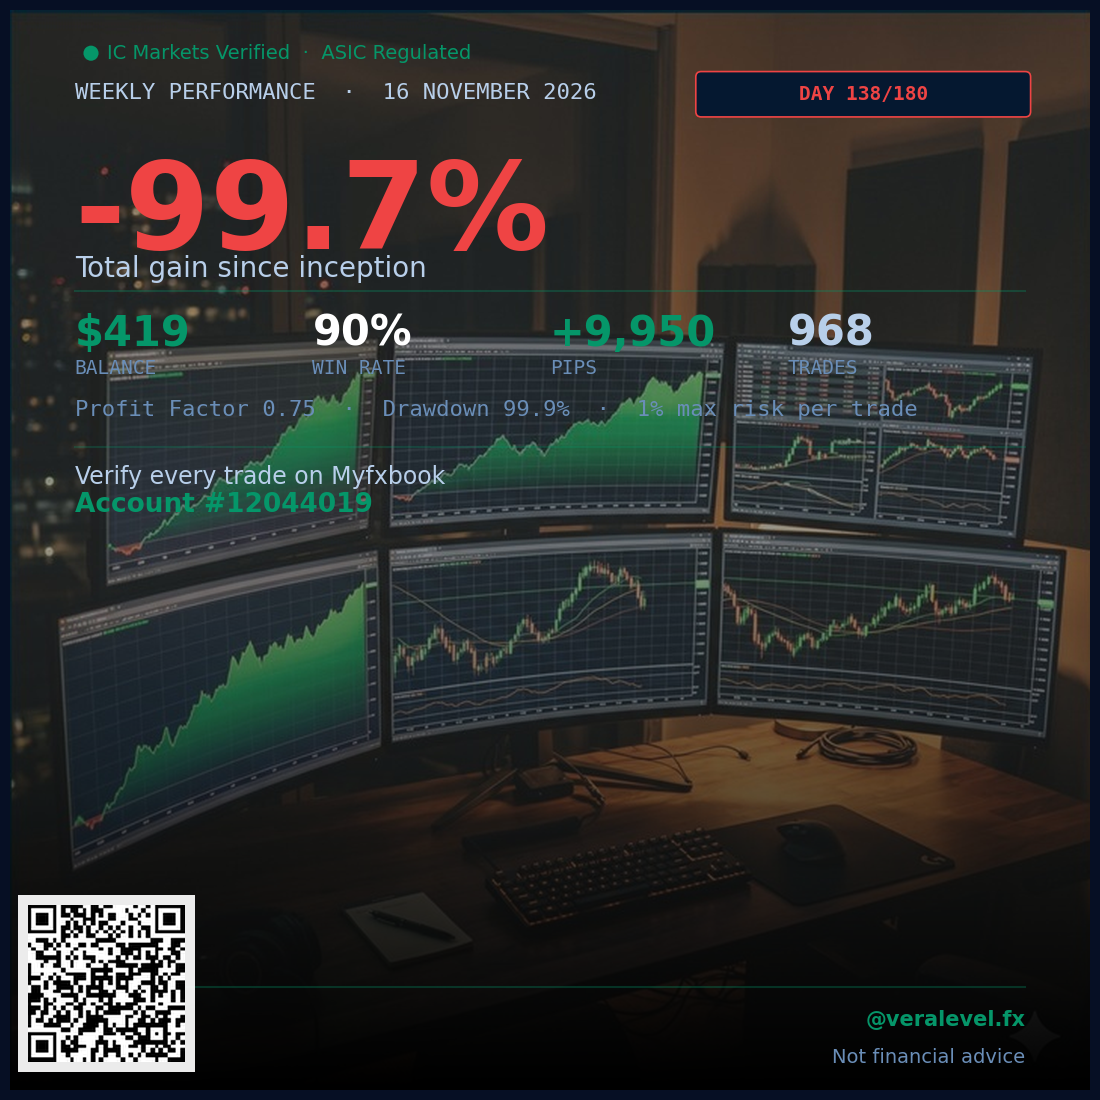 IC Markets Verified · ASIC Regulated
WEEKLY PERFORMANCE · 16 NOVEMBER 2026
DAY 138/180
-99.7%
Total gain since inception
$419 90% +9,950 968
BALANCE WIN RATE PIPS TRADES
Profit Factor 0.75 · Drawdown 99.9% · 1% max risk per trade
Verify every trade on Myfxbook
Account #12044019
@veralevel.fx
Not financial advice